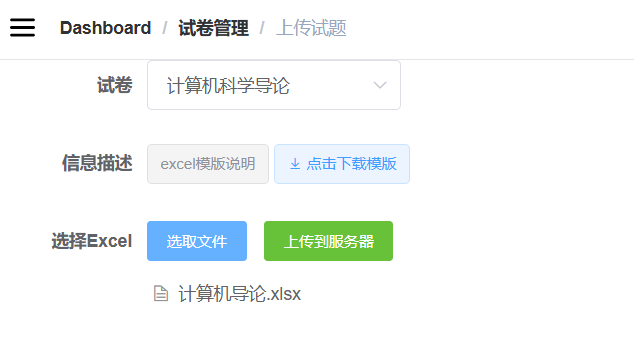 Dashboard / 试卷管理 / 上传试题
试卷 计算机科学导论
信息描述 excel模版说明 点击下载模版
选择Excel 选取文件 上传到服务器
计算机导论.xlsx